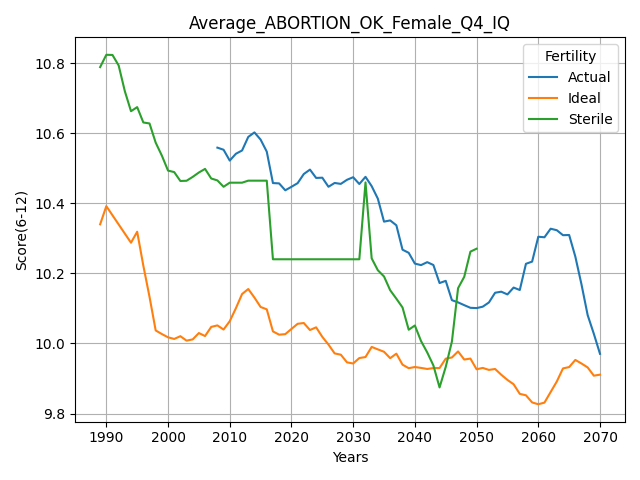 Average_ABORTION_OK_Female_Q4_IQ
Fertility
Actual
Ideal
Sterile
Score(6-12)
10.8
10.6
10.4
10.2
10.0
9.8
1990 2000 2010 2020 2030 2040 2050 2060 2070
Years